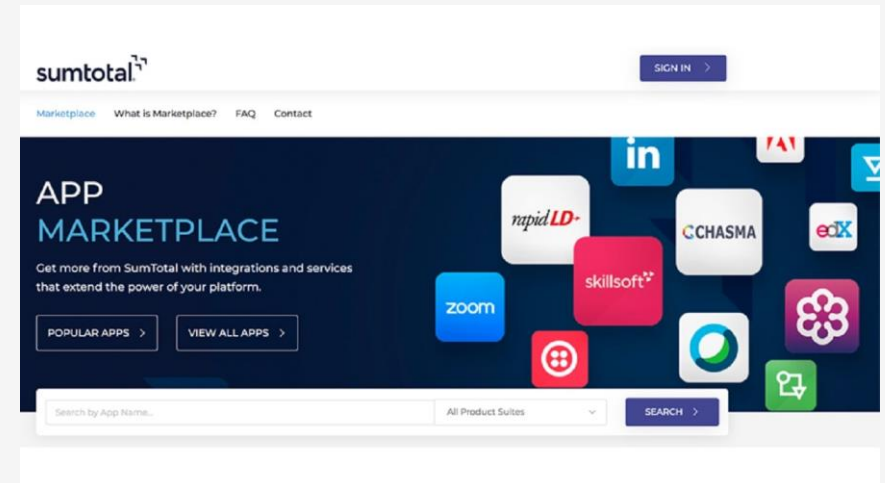 sumtotal
SIGN IN
Marketplace What is Marketplace? FAQ Contact
APP
MARKETPLACE
Get more from SumTotal with integrations and services
that extend the power of your platform.
POPULAR APPS
VIEW ALL APPS
in
rapidLD+
CCHASMA
edX
skillsoft
zoom
Search by App Name...
All Product Suites
SEARCH